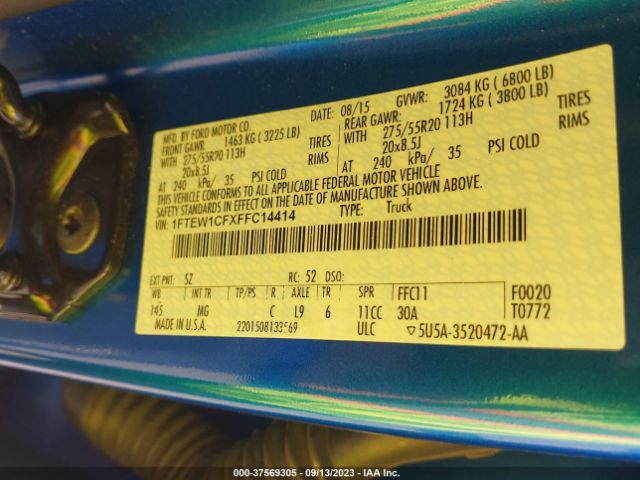 MFD. BY FORD MOTOR CO.
DATE: 08/15 GVWR: 3084 KG ( 6800 LB)
FRONT GAWR: 1463 KG ( 3225 LB) REAR GAWR: 1724 KG ( 3800 LB)
WITH 275/55R20 113H TIRES WITH 275/55R20 113H TIRES
20x8.5J RIMS 20x8.5J RIMS
AT 240 kPa/ 35 PSI COLD AT 240 kPa/ 35 PSI COLD
THIS VEHICLE CONFORMS TO ALL APPLICABLE FEDERAL MOTOR VEHICLE
SAFETY STANDARDS IN EFFECT ON THE DATE OF MANUFACTURE SHOWN ABOVE.
VIN: 1FTEW1CFXFFC14414 TYPE: Truck
EXT PNT: SZ RC: 52 DSO:
WB INT TR TP/PS R AXLE TR SPR FFC11 F0020
145 MG C L9 6 11CC 30A T0772
MADE IN U.S.A. ULC ▽5U5A-3520472-AA
000-37569305 - 09/13/2023 - IAA Inc.